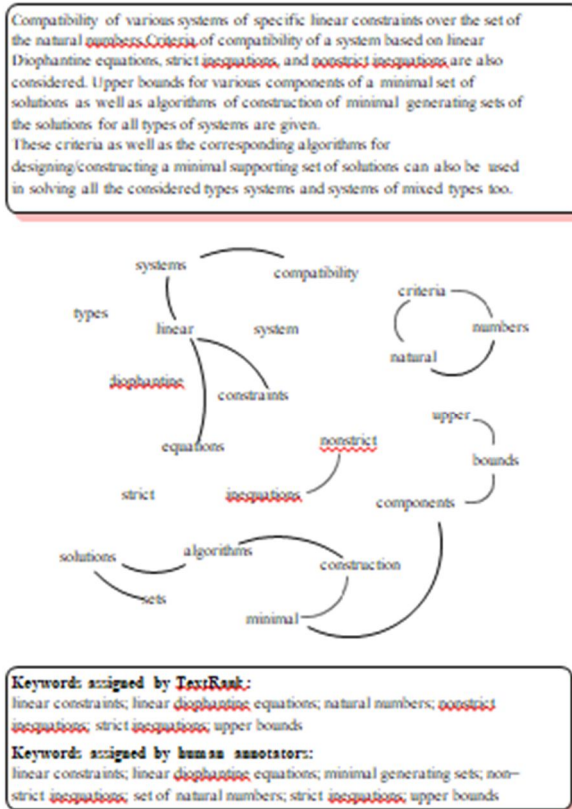 Compatibility of various systems of specific linear constraints over the set of
the natural numbers.Criteria of compatibility of a system based on linear
Diophantine equations, strict inequations, and nonstrict inequations are also
considered. Upper bounds for various components of a minimal set of
solutions as well as algorithms of construction of minimal generating sets of
the solutions for all types of systems are given.
These criteria as well as the corresponding algorithms for
designing/constructing a minimal supporting set of solutions can also be used
in solving all the considered types systems and systems of mixed types too.
systems
compatibility
criteria
types
linear
system
numbers
natural
diophantine
constraints
upper
equations
nonstrict
bounds
strict
inequations
components
solutions
algorithms
construction
sets
minimal
Keywords assigned by TextRank:
linear constraints; linear diophantine equations; natural numbers; nonstrict
inequations; strict inequations; upper bounds
Keywords assigned by human annotators:
linear constraints; linear diophantine equations; minimal generating sets; non–
strict inequations; set of natural numbers; strict inequations; upper bounds